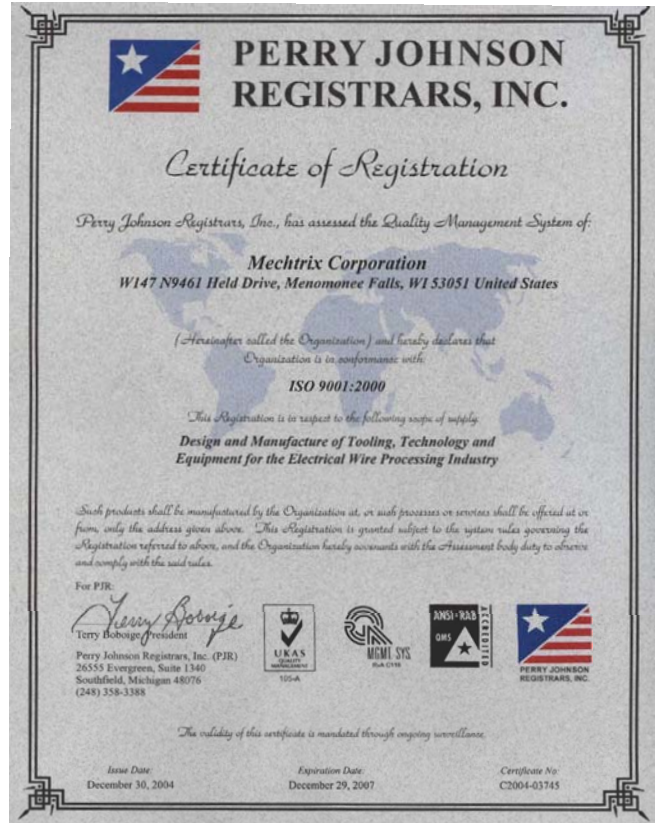 PERRY JOHNSON
REGISTRARS, INC.
Certificate of Registration
Perry Johnson Registrars, Inc., has assessed the Quality Management System of:
Mechtrix Corporation
W147 N9461 Held Drive, Menomonee Falls, WI 53051 United States
(Hereinafter called the Organization) and hereby declares that
Organization is in conformance with:
ISO 9001:2000
This Registration is in respect to the following scope of supply:
Design and Manufacture of Tooling, Technology and
Equipment for the Electrical Wire Processing Industry
Such products shall be manufactured by the Organization at, or such processes or services shall be offered at or
from, only the address given above. This Registration is granted subject to the system rules governing the
Registration referred to above, and the Organization hereby covenants with the Assessment body duty to observe
and comply with the said rules.
For PJR:
Terry Boboige
Terry Boboige, President
Perry Johnson Registrars, Inc. (PJR)
26555 Evergreen, Suite 1340
Southfield, Michigan 48076
(248) 358-3388
UKAS
QUALITY
MANAGEMENT
105-A
MGMT SYS
RvA C116
ANSI·RAB
QMS
ACCREDITED
PERRY JOHNSON
REGISTRARS, INC.
The validity of this certificate is mandated through ongoing surveillance.
Issue Date:
December 30, 2004
Expiration Date:
December 29, 2007
Certificate No:
C2004-03745